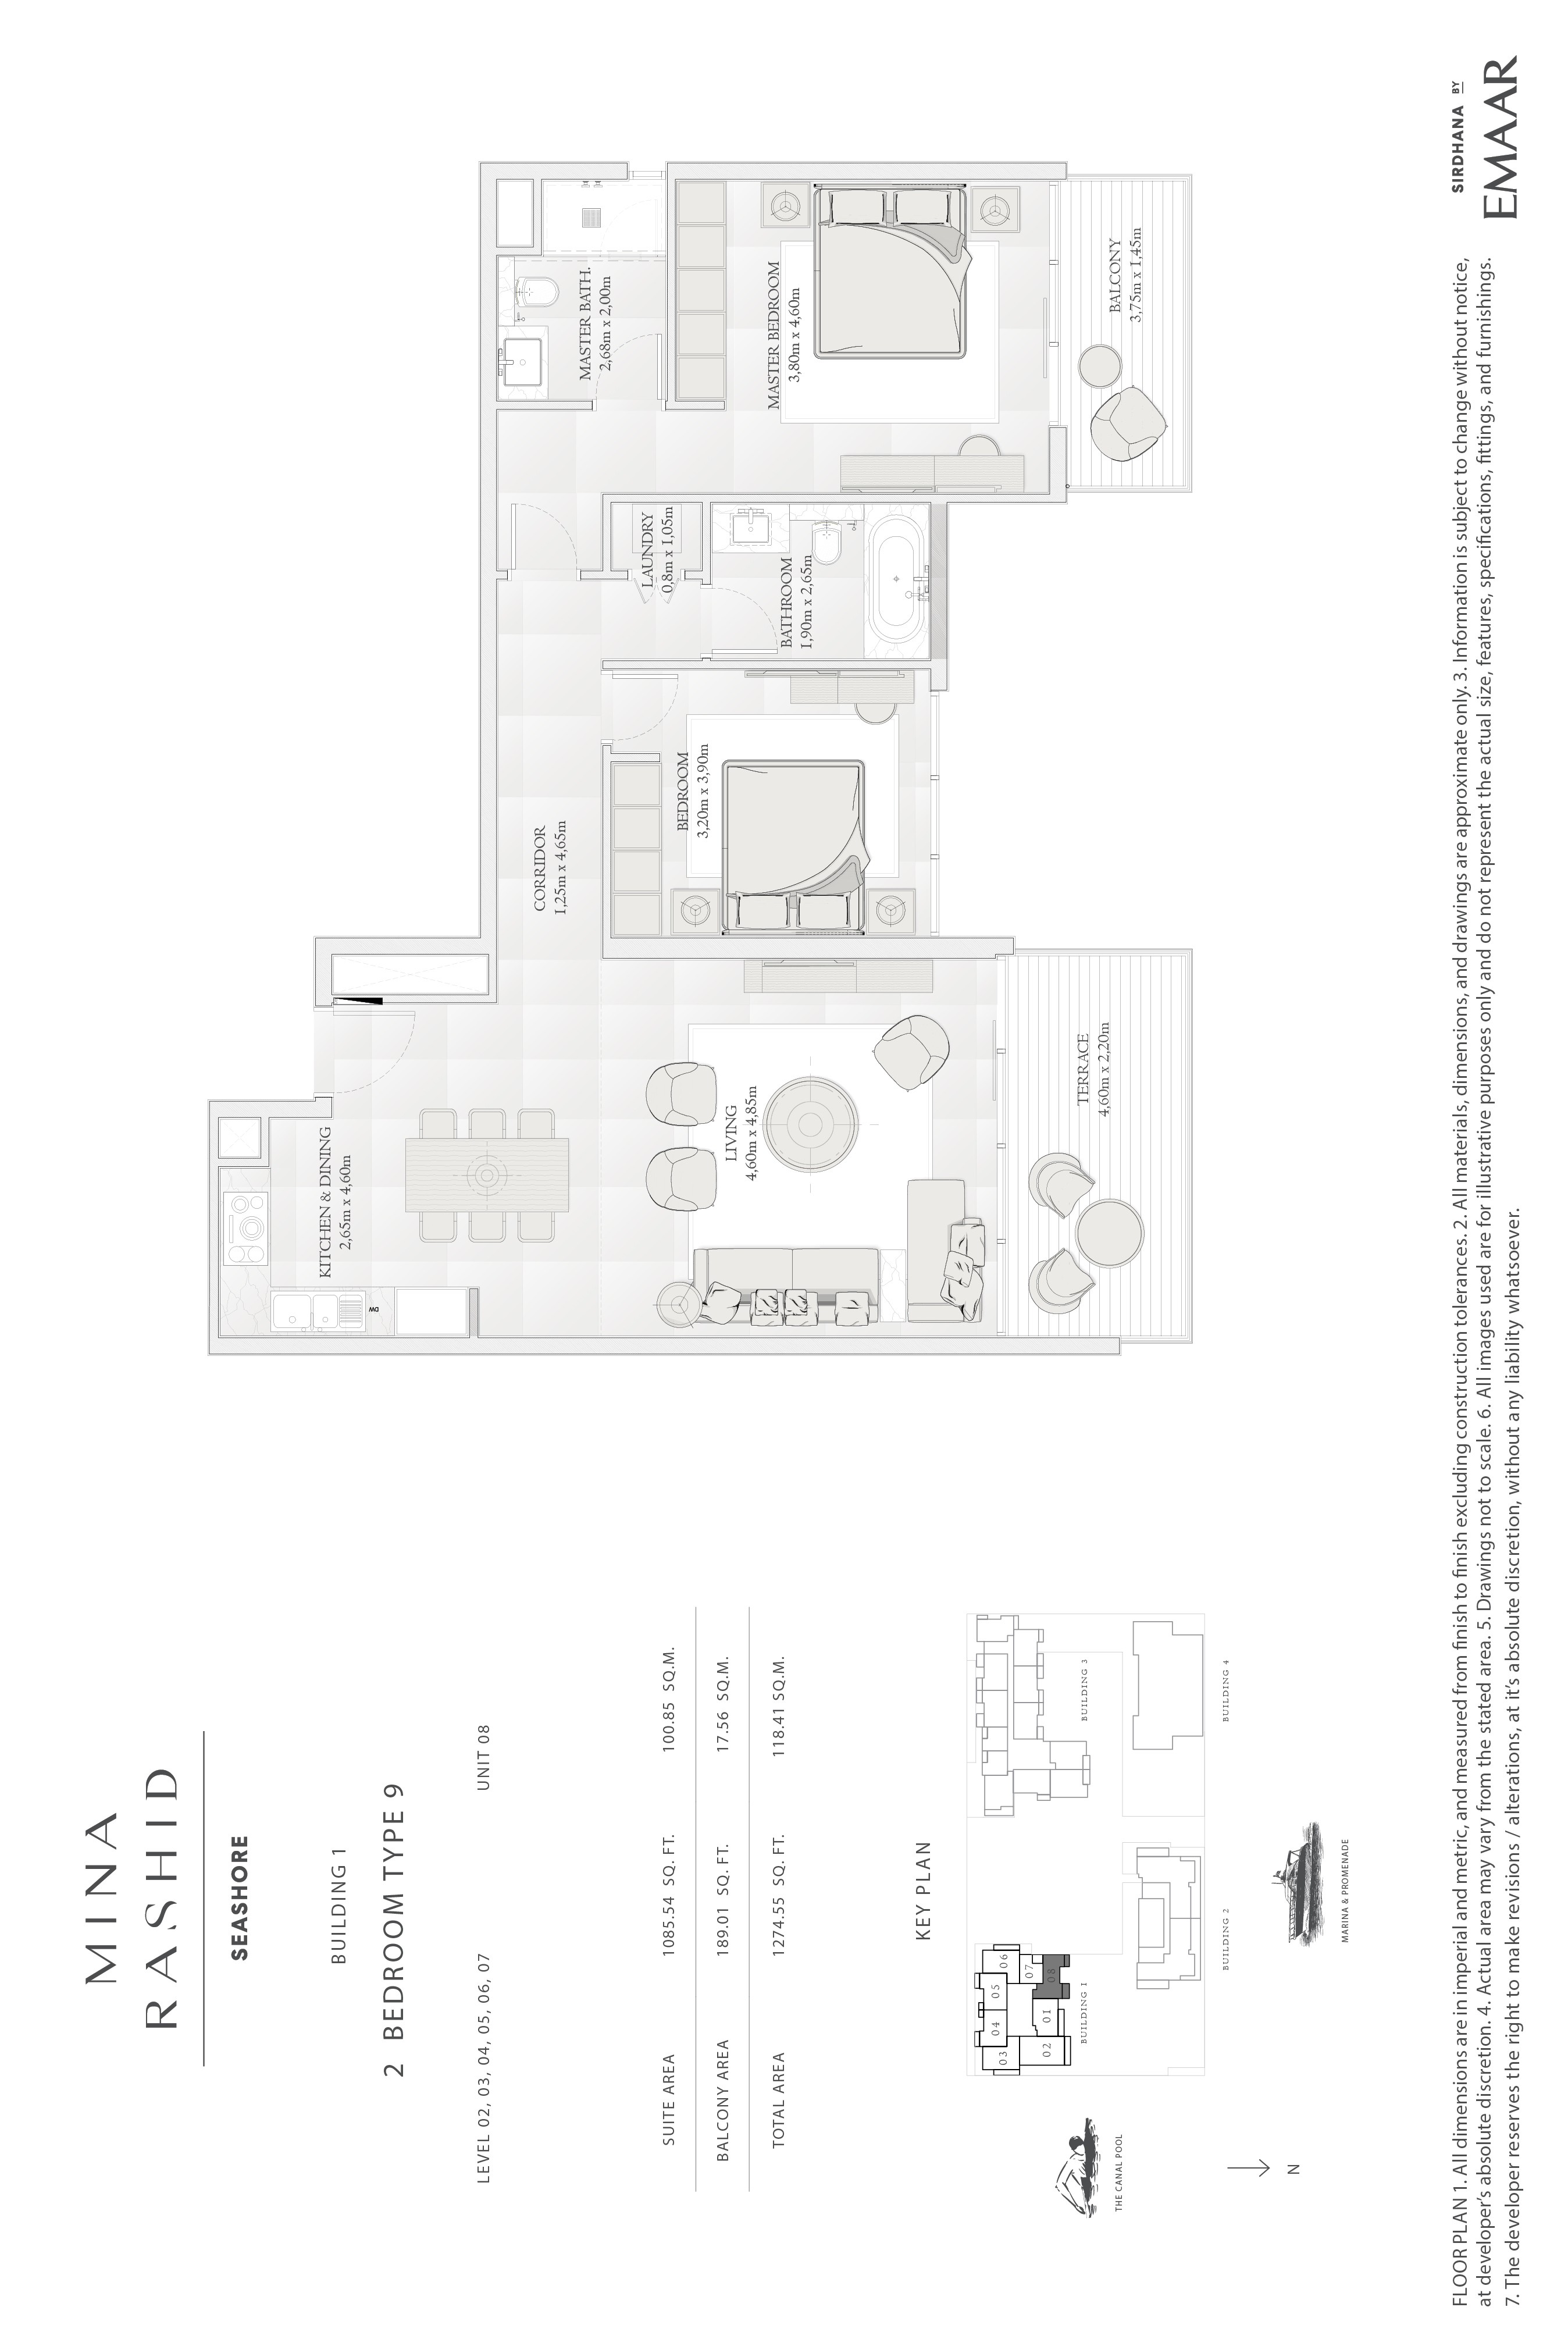 MINA
RASHID
SEASHORE
BUILDING 1
2 BEDROOM TYPE 9
LEVEL 02, 03, 04, 05, 06, 07 UNIT 08
SUITE AREA 1085.54 SQ. FT. 100.85 SQ.M.
BALCONY AREA 189.01 SQ. FT. 17.56 SQ.M.
TOTAL AREA 1274.55 SQ. FT. 118.41 SQ.M.
KEY PLAN
03
04
05
06
07
02
01
08
BUILDING 1
BUILDING 3
BUILDING 2
BUILDING 4
THE CANAL POOL
MARINA & PROMENADE
N
KITCHEN & DINING
2,65m x 4,60m
DW
LIVING
4,60m x 4,85m
TERRACE
4,60m x 2,20m
CORRIDOR
1,25m x 4,65m
BEDROOM
3,20m x 3,90m
LAUNDRY
0,8m x 1,05m
BATHROOM
1,90m x 2,65m
MASTER BATH.
2,68m x 2,00m
MASTER BEDROOM
3,80m x 4,60m
BALCONY
3,75m x 1,45m
FLOOR PLAN 1. All dimensions are in imperial and metric, and measured from finish to finish excluding construction tolerances. 2. All materials, dimensions, and drawings are approximate only. 3. Information is subject to change without notice,
at developer's absolute discretion. 4. Actual area may vary from the stated area. 5. Drawings not to scale. 6. All images used are for illustrative purposes only and do not represent the actual size, features, specifications, fittings, and furnishings.
7. The developer reserves the right to make revisions / alterations, at it's absolute discretion, without any liability whatsoever.
SIRDHANA BY
EMAAR